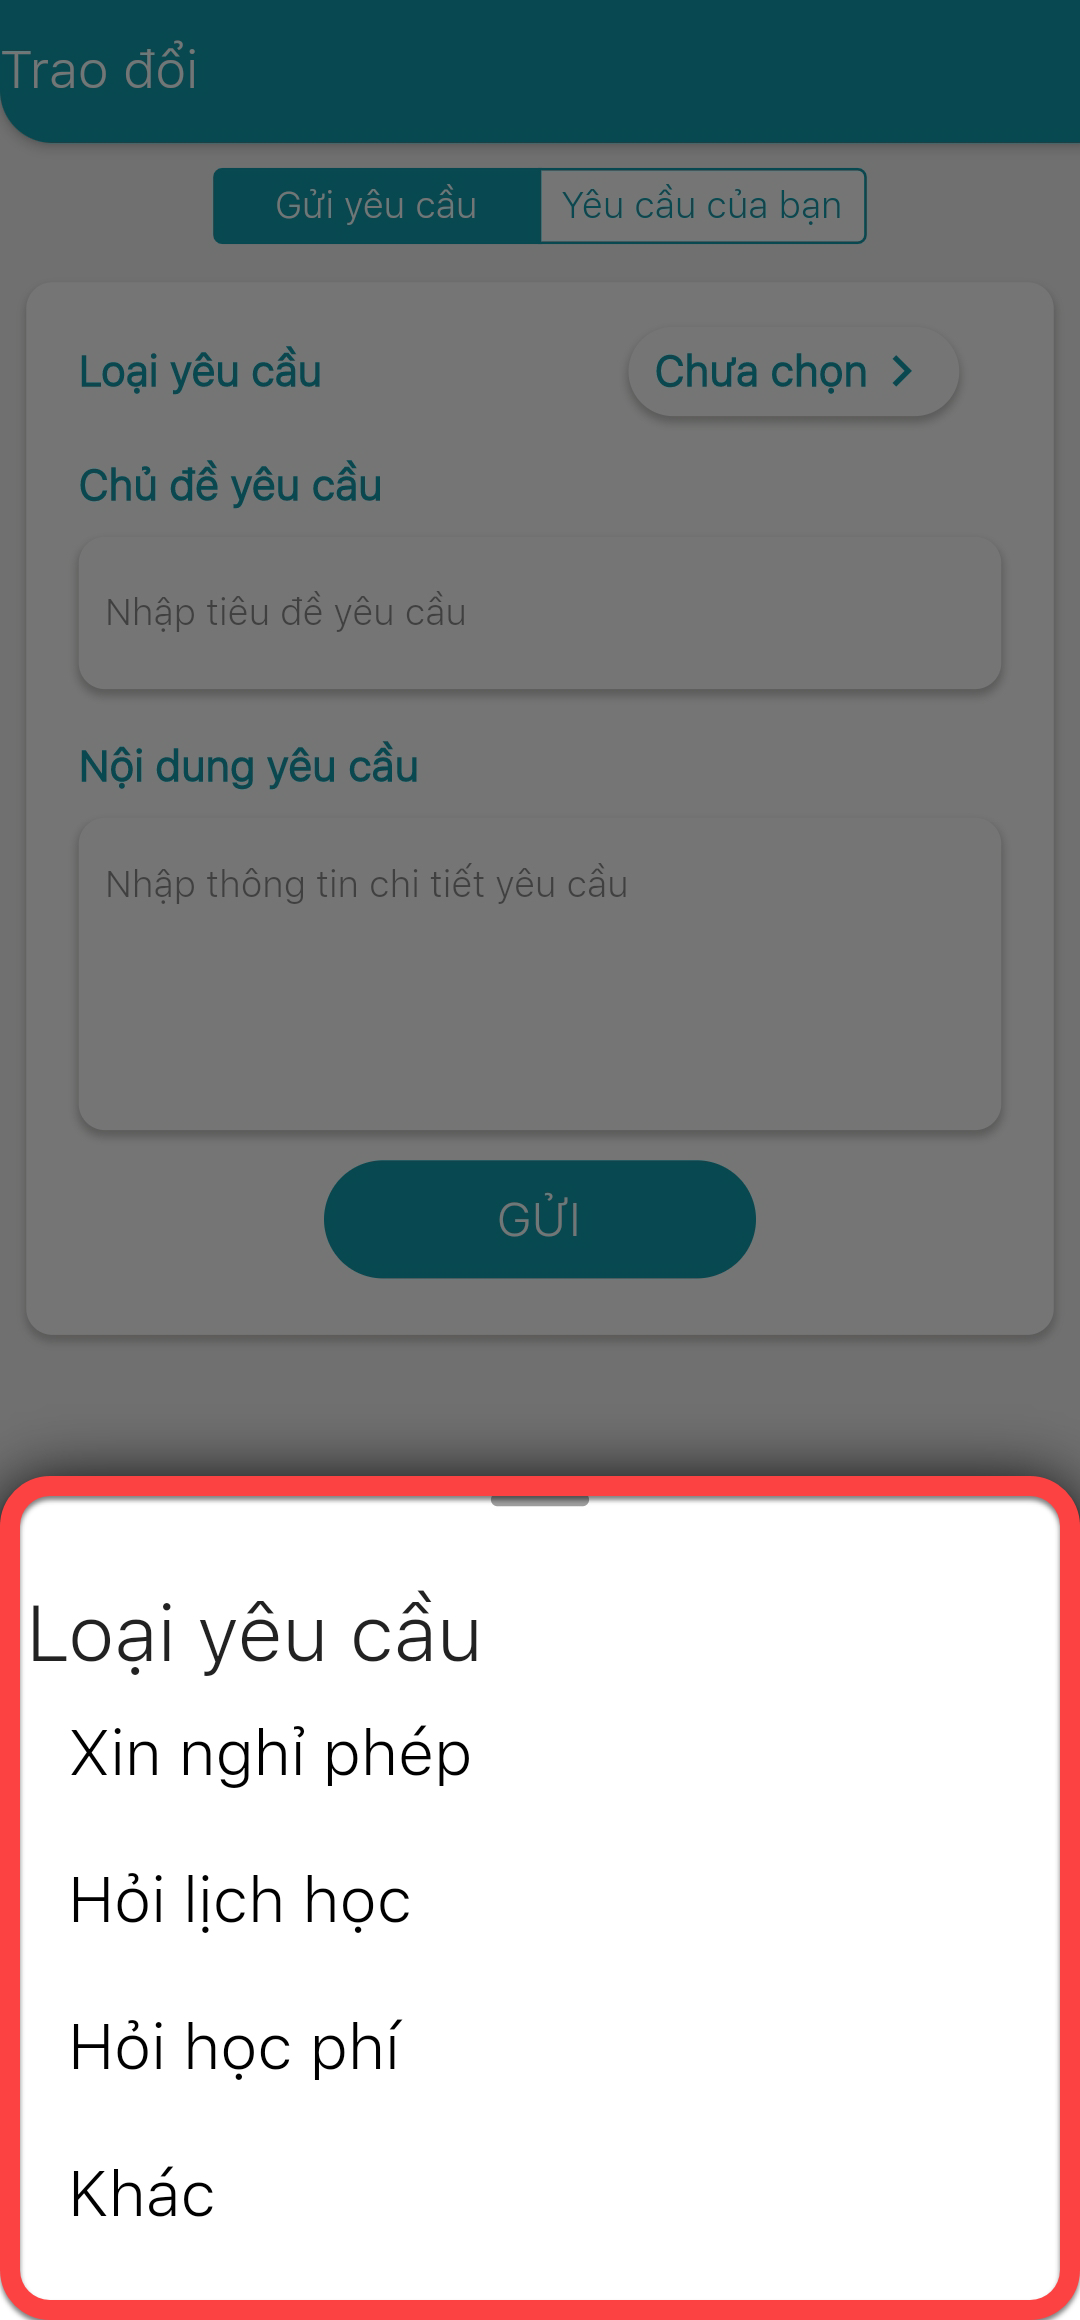 Trao đổi
Gửi yêu cầu
Yêu cầu của bạn
Loại yêu cầu
Chưa chọn
Chủ đề yêu cầu
Nhập tiêu đề yêu cầu
Nội dung yêu cầu
Nhập thông tin chi tiết yêu cầu
GỬI
Loại yêu cầu
Xin nghỉ phép
Hỏi lịch học
Hỏi học phí
Khác